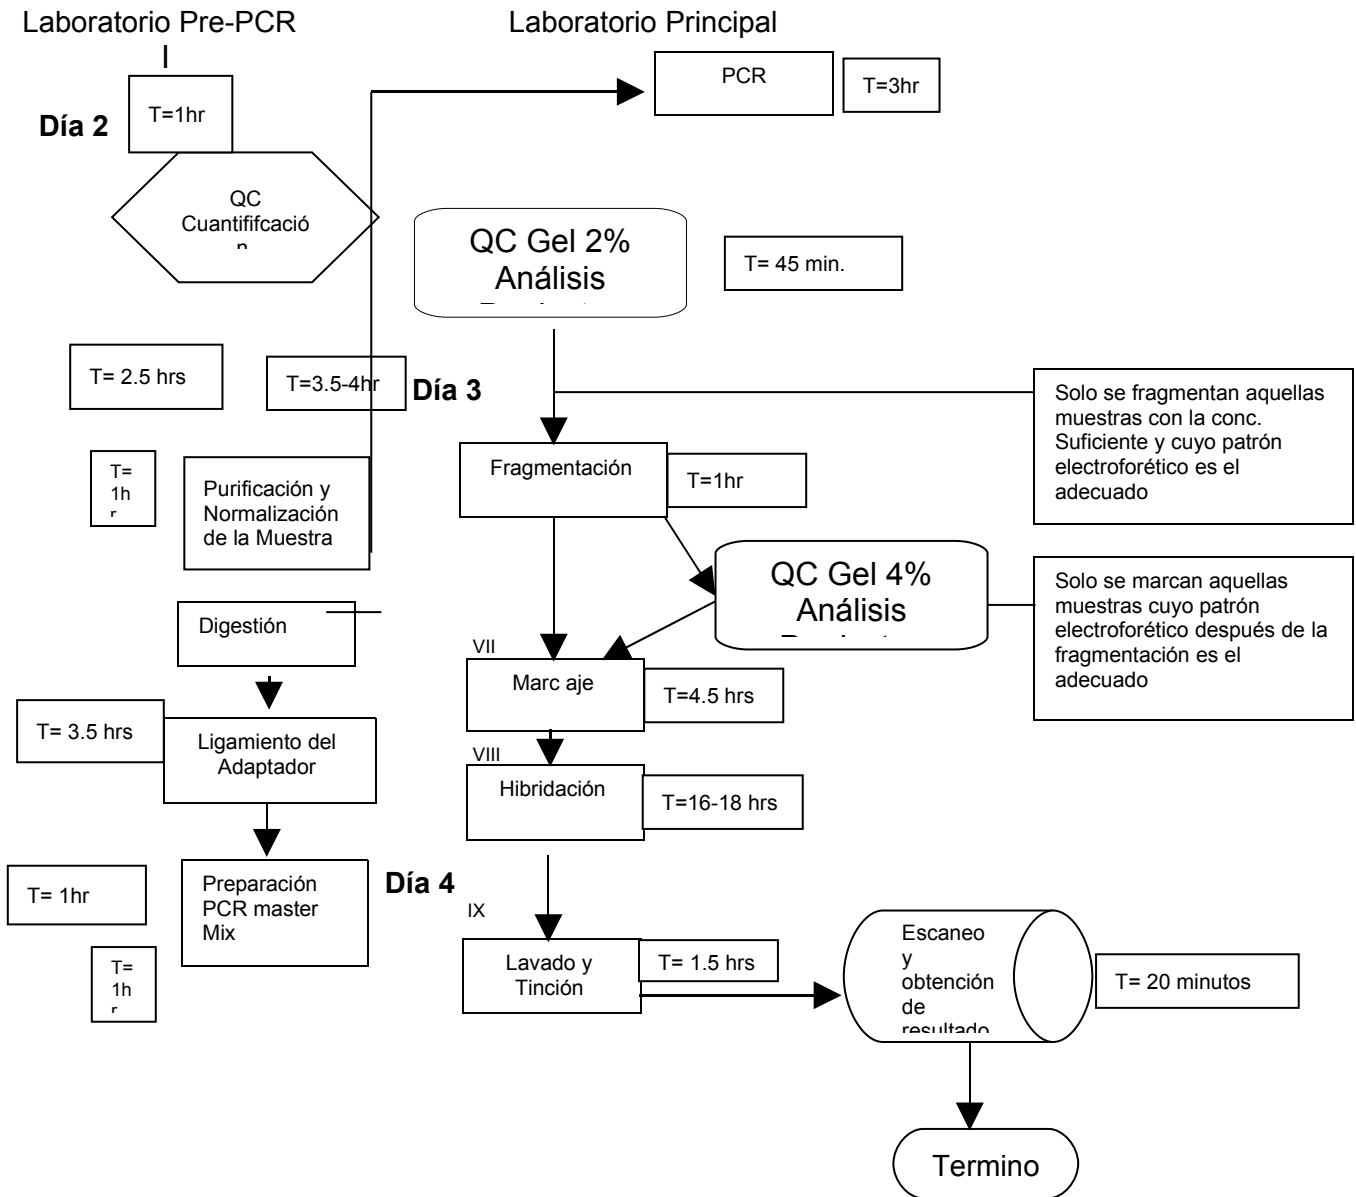 Laboratorio Pre-PCR
Laboratorio Principal
I
T=1hr
Día 2
PCR
T=3hr
QC
Cuantififcació
n
QC Gel 2%
Análisis
T= 45 min.
T= 2.5 hrs
T=3.5-4hr
Día 3
Solo se fragmentan aquellas
muestras con la conc.
Suficiente y cuyo patrón
electroforético es el
adecuado
T=
1h
r
Purificación y
Normalización
de la Muestra
Fragmentación
T=1hr
QC Gel 4%
Análisis
Solo se marcan aquellas
muestras cuyo patrón
electroforético después de la
fragmentación es el
adecuado
Digestión
VII
Marc aje
T=4.5 hrs
T= 3.5 hrs
Ligamiento del
Adaptador
VIII
Hibridación
T=16-18 hrs
T= 1hr
Preparación
PCR master
Mix
Día 4
IX
T=
1h
r
Lavado y
Tinción
T= 1.5 hrs
Escaneo
y
obtención
de
resultado
T= 20 minutos
Termino